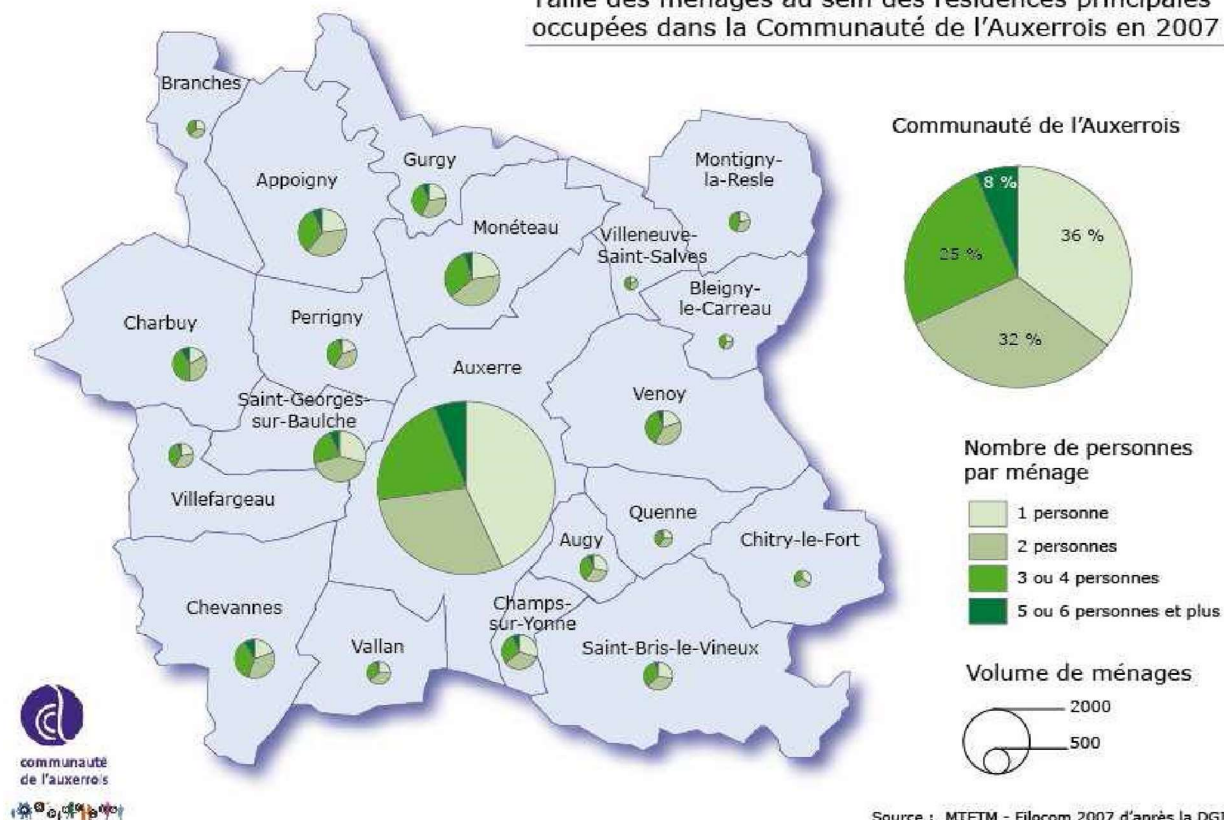 Taille des ménages au sein des résidences principales
occupées dans la Communauté de l'Auxerrois en 2007
Branches
Appoigny
Gurgy
Monéteau
Montigny-
la-Resle
Villeneuve-
Saint-Salves
Bleigny-
le-Carreau
Charbuy
Perrigny
Auxerre
Saint-Georges-
sur-Baulche
Venoy
Villefargeau
Quenne
Augy
Chitry-le-Fort
Chevannes
Vallan
Champs-
sur-Yonne
Saint-Bris-le-Vineux
Communauté de l'Auxerrois
8 %
36 %
25 %
32 %
Nombre de personnes
par ménage
1 personne
2 personnes
3 ou 4 personnes
5 ou 6 personnes et plus
Volume de ménages
2000
500
communauté
de l'auxerrois
Source : MTETM - Filocom 2007 d'après la DGI